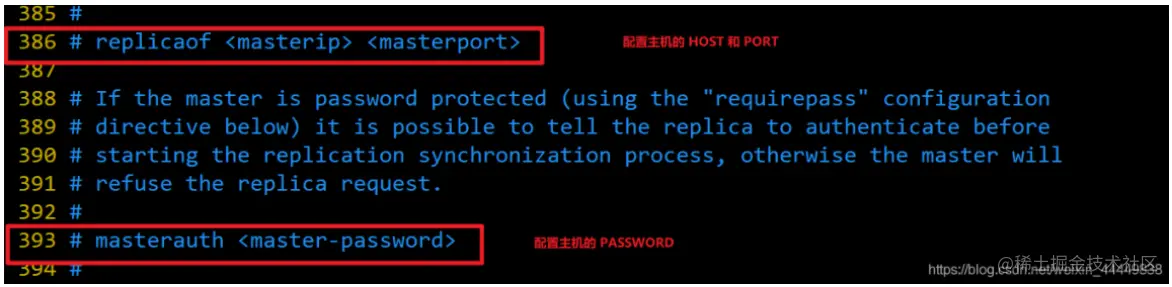 385 #
386 # replicaof <masterip> <masterport>
配置主机的 HOST 和 PORT
387
388 # If the master is password protected (using the "requirepass" configuration
389 # directive below) it is possible to tell the replica to authenticate before
390 # starting the replication synchronization process, otherwise the master will
391 # refuse the replica request.
392 #
393 # masterauth <master-password>
配置主机的 PASSWORD
394 #
@稀土掘金技术社区
https://blog.csdn.net/weixin_44449838